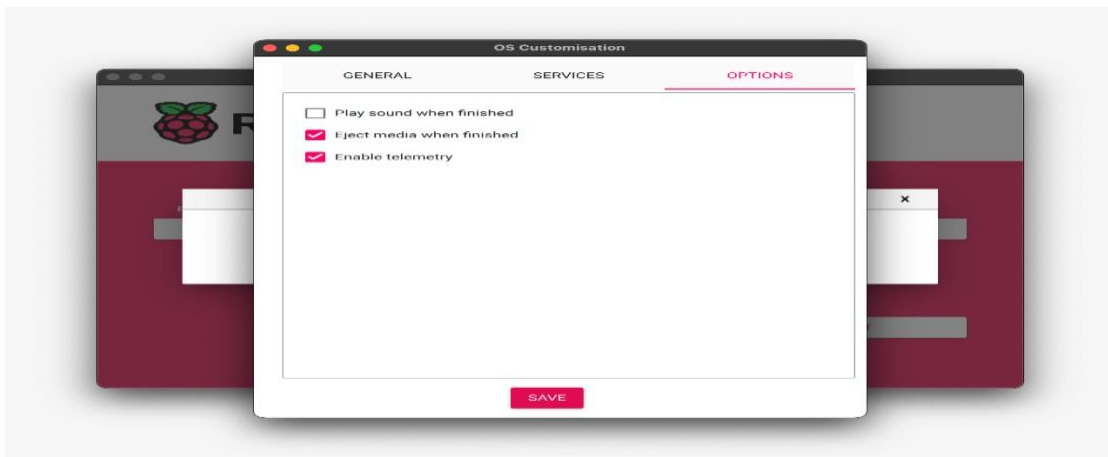 OS Customisation
GENERAL SERVICES OPTIONS
Play sound when finished
Eject media when finished
Enable telemetry
SAVE